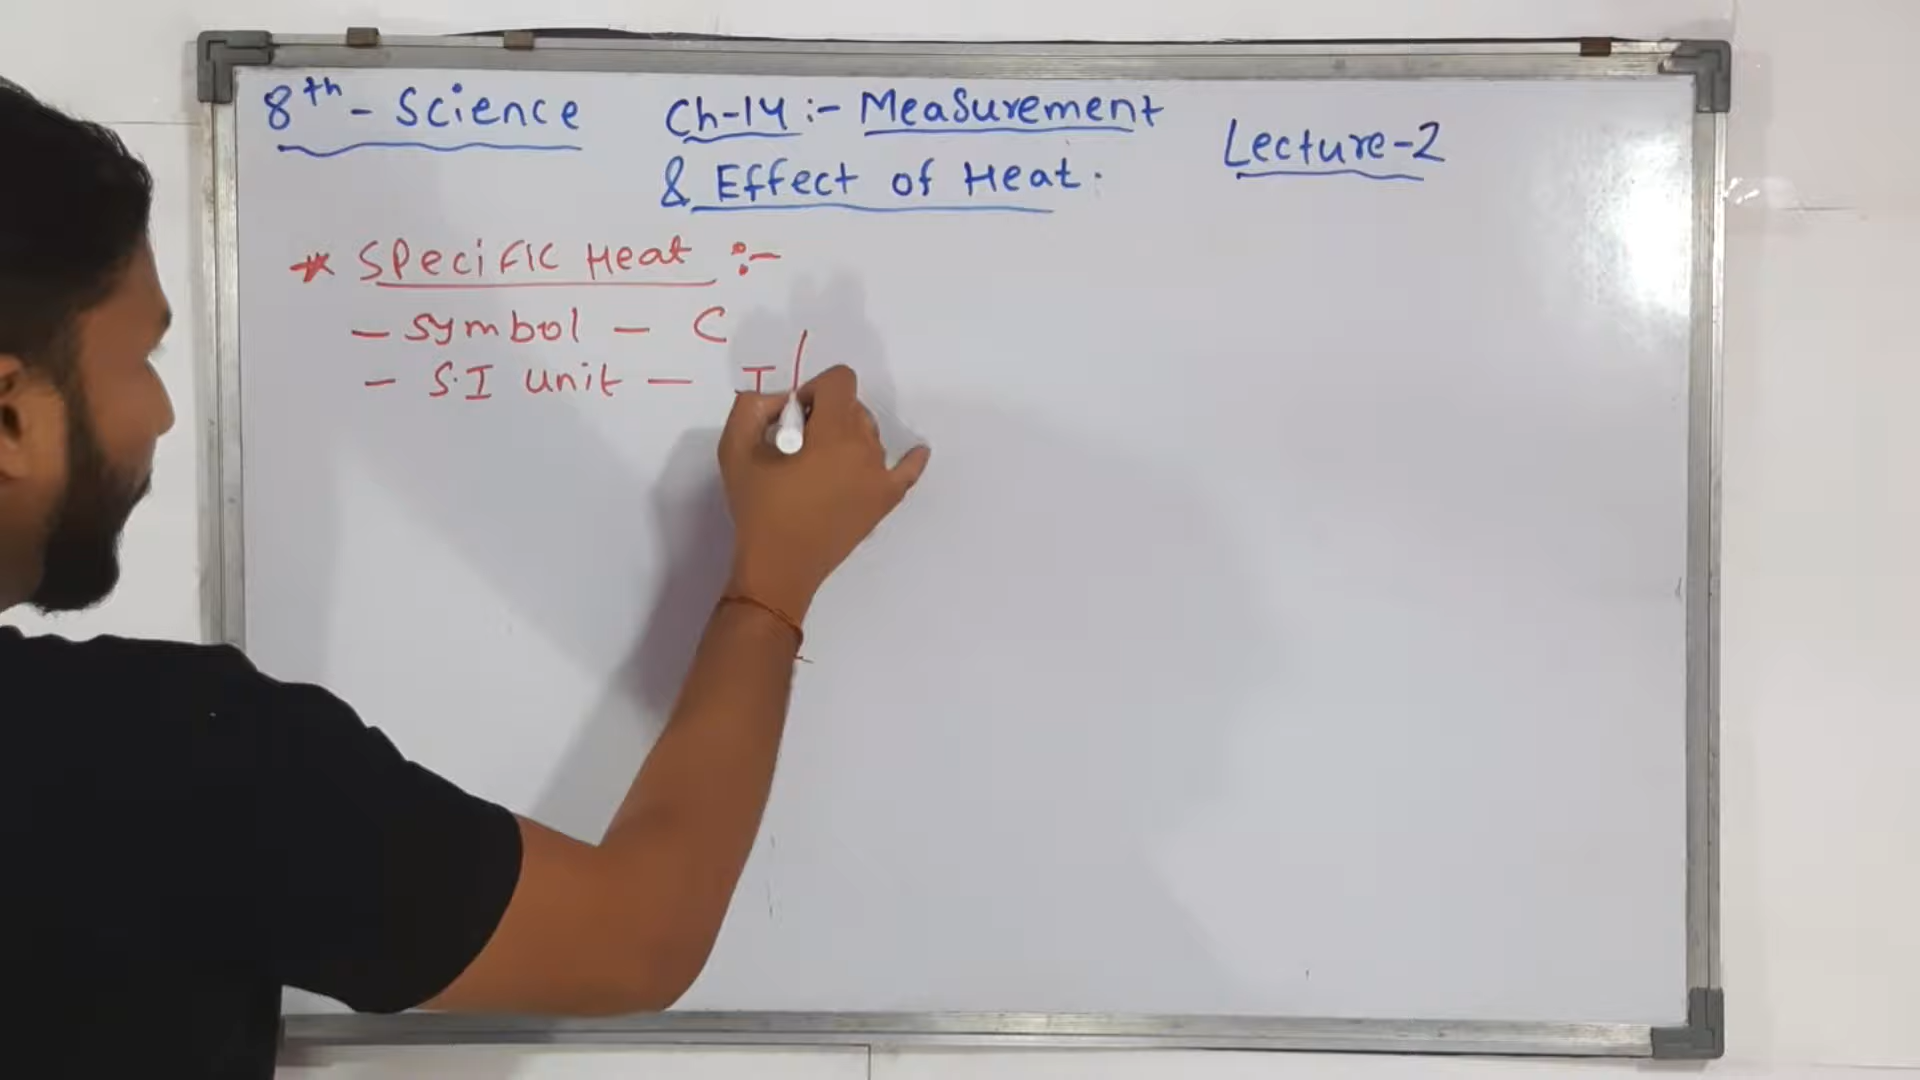 8th - Science
Ch-14 :- Measurement
& Effect of Heat.
Lecture-2
* Specific Heat :-
- Symbol - C
- S.I unit - J/